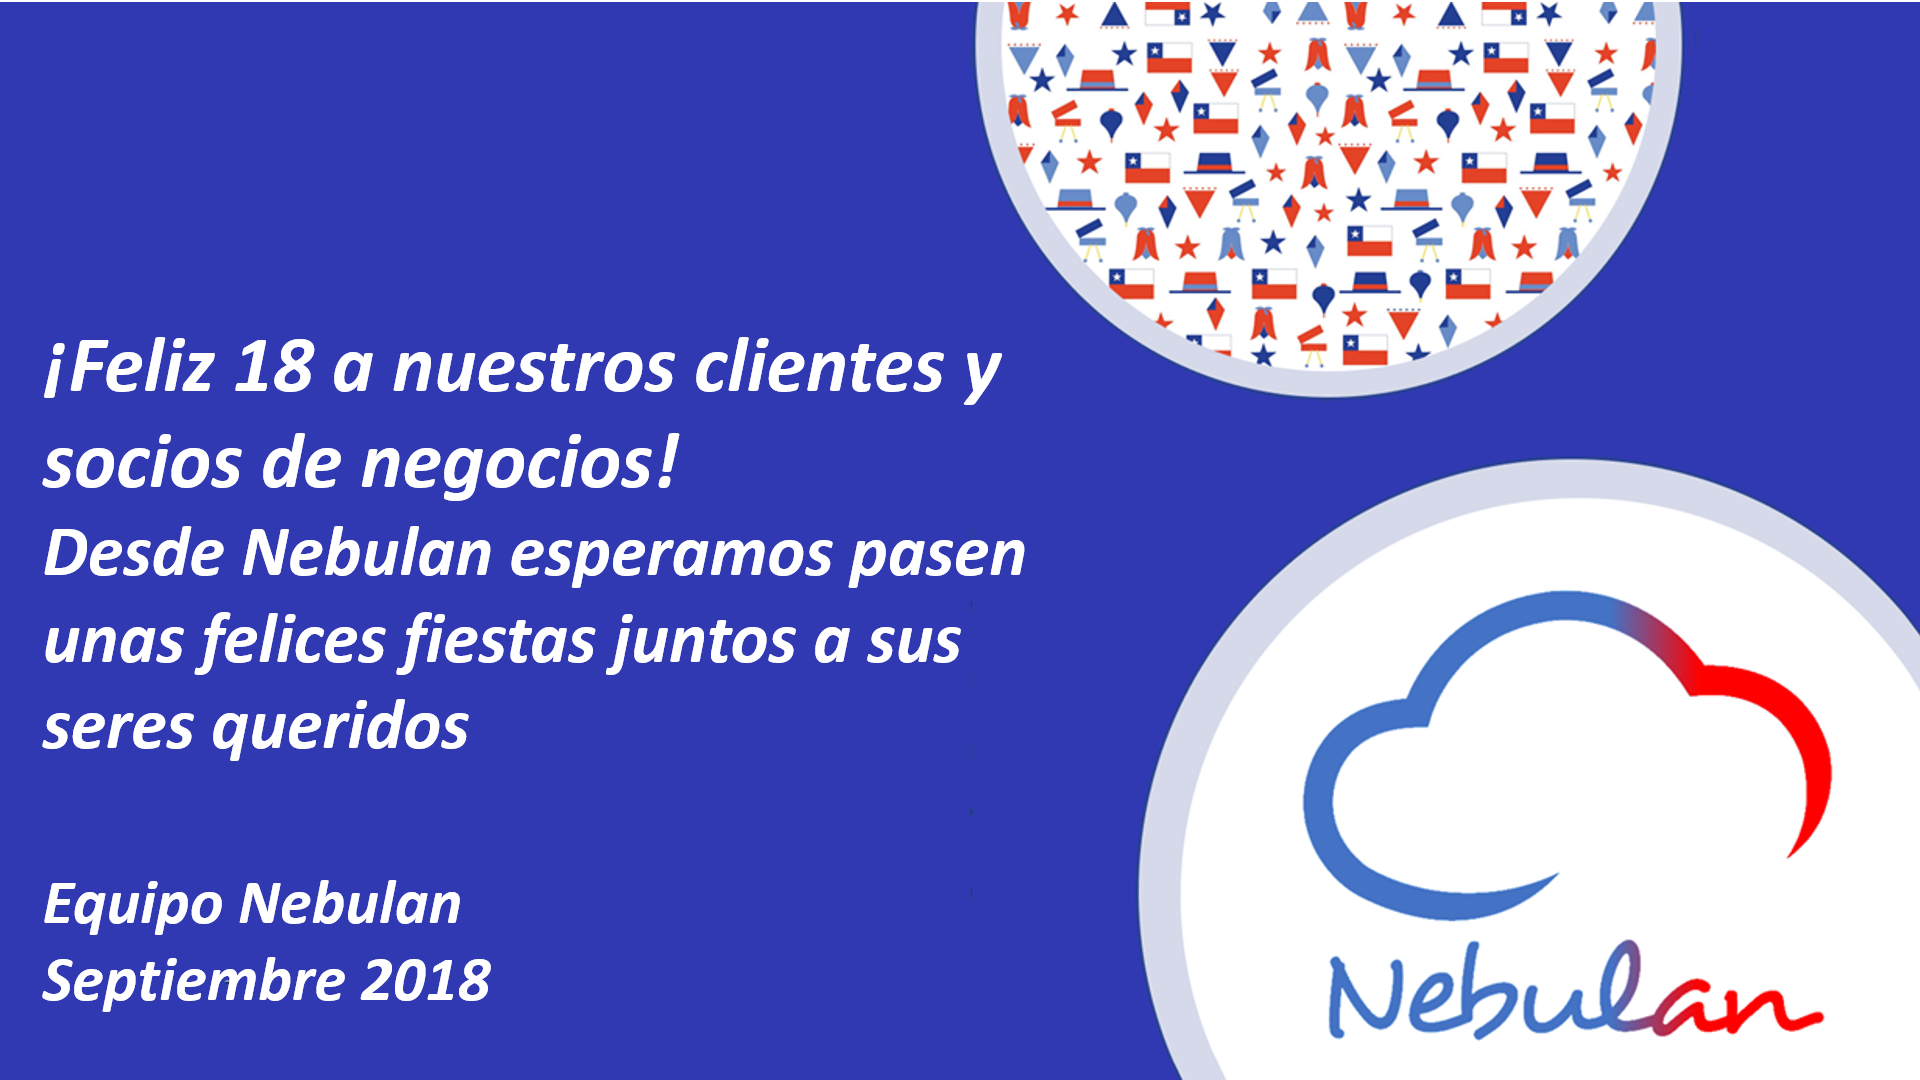 ¡Feliz 18 a nuestros clientes y
socios de negocios!
Desde Nebulan esperamos pasen
unas felices fiestas juntos a sus
seres queridos
Equipo Nebulan
Septiembre 2018
Nebulan